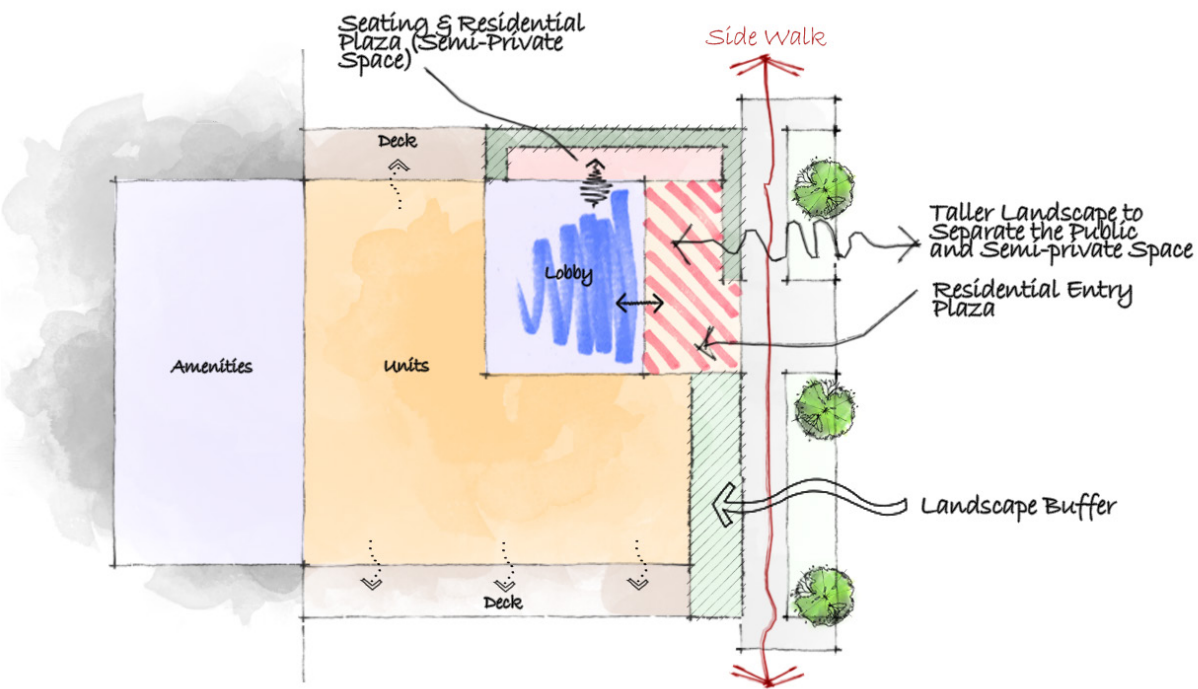 Seating & Residential
Plaza (Semi-Private
Space)
Side Walk
Deck
Taller Landscape to
Separate the Public
and Semi-private Space
Lobby
Residential Entry
Plaza
Amenities
Units
Landscape Buffer
Deck